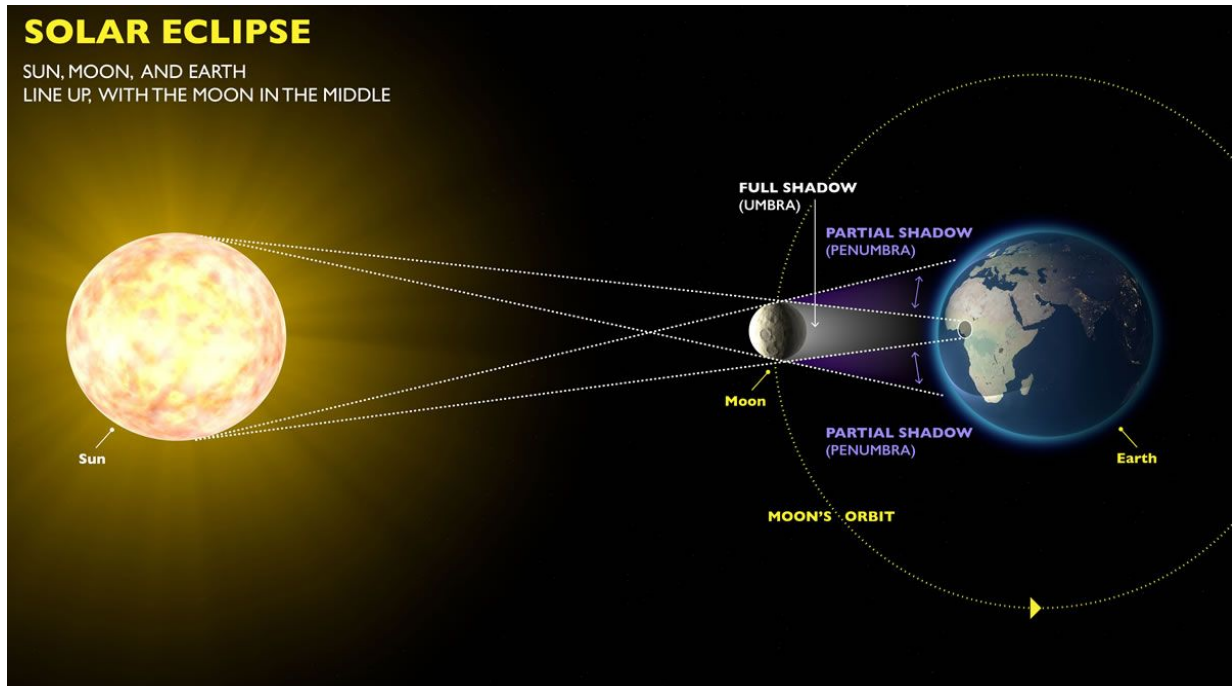 SOLAR ECLIPSE
SUN, MOON, AND EARTH
LINE UP, WITH THE MOON IN THE MIDDLE
FULL SHADOW
(UMBRA)
PARTIAL SHADOW
(PENUMBRA)
Moon
PARTIAL SHADOW
(PENUMBRA)
Sun
Earth
MOON'S ORBIT